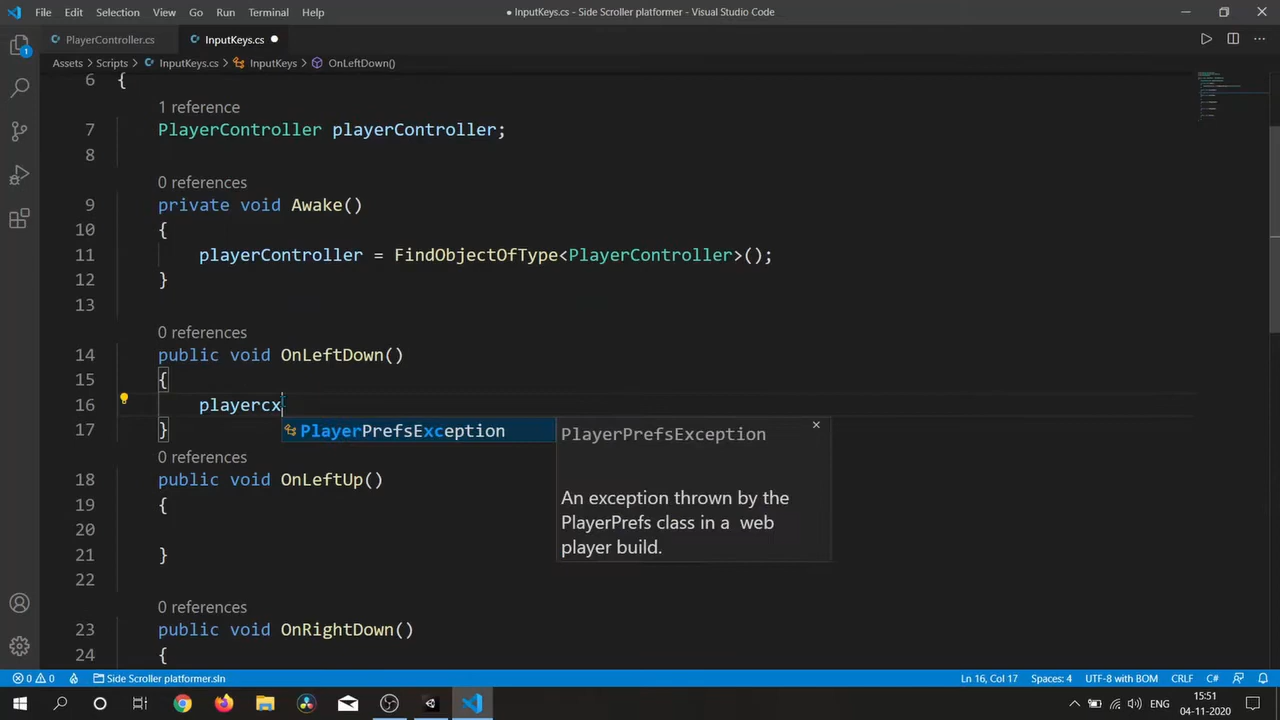 File Edit Selection View Go Run Terminal Help
● InputKeys.cs - Side Scroller platformer - Visual Studio Code
PlayerController.cs InputKeys.cs ●
Assets > Scripts > InputKeys.cs > InputKeys > OnLeftDown()
1
6 {
1 reference
7 PlayerController playerController;
8
0 references
9 private void Awake()
10 {
11 playerController = FindObjectOfType<PlayerController>();
12 }
13
0 references
14 public void OnLeftDown()
15 {
16 playercx
PlayerPrefsException
PlayerPrefsException
An exception thrown by the
PlayerPrefs class in a web
player build.
17 }
0 references
18 public void OnLeftUp()
19 {
20
21 }
22
0 references
23 public void OnRightDown()
24 {
0 0 Side Scroller platformer.sln Ln 16, Col 17 Spaces: 4 UTF-8 with BOM CRLF C#
ENG 15:51
04-11-2020